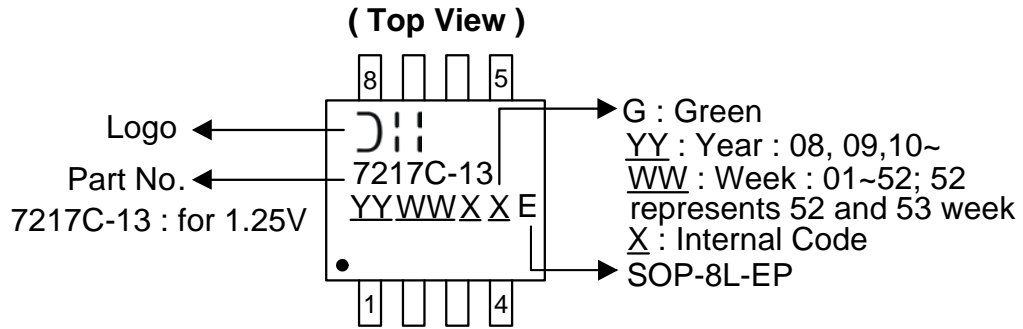 ( Top View )
8 5
Logo
Part No.
7217C-13 : for 1.25V
7217C-13
YYWWX X E
G : Green
YY : Year : 08, 09,10~
WW : Week : 01~52; 52
represents 52 and 53 week
X : Internal Code
SOP-8L-EP
1 4